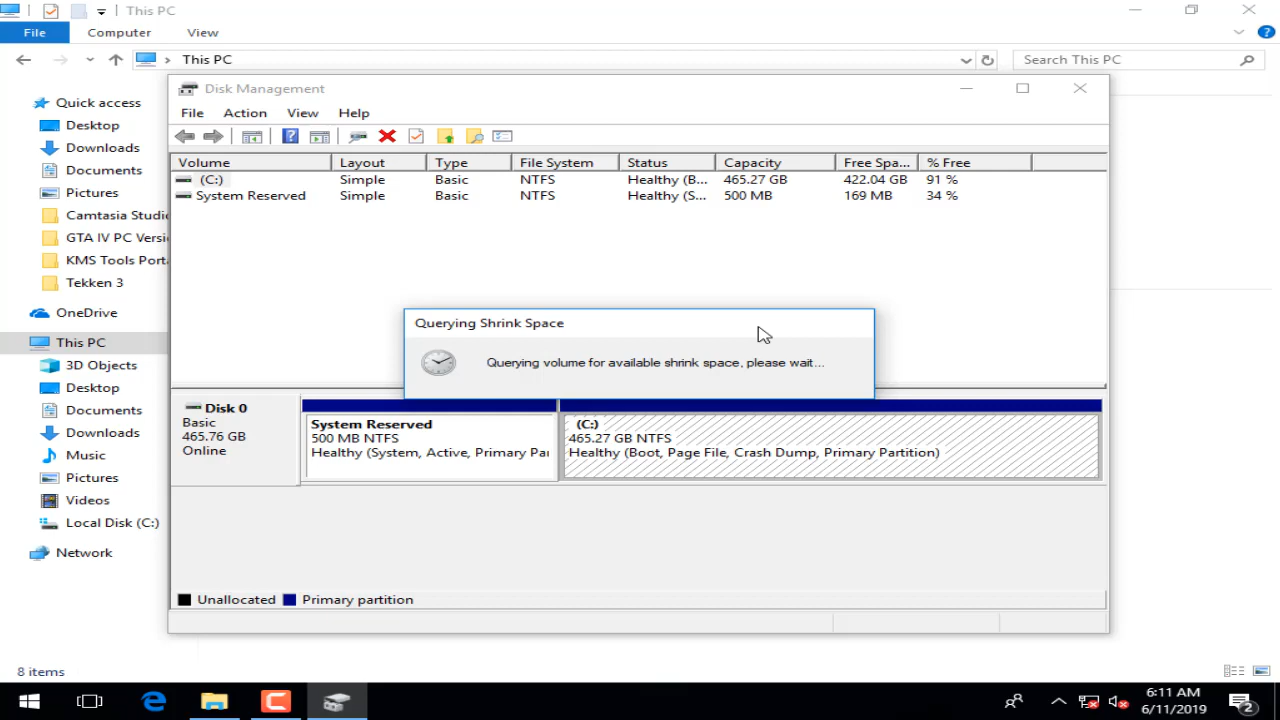 This PC
File Computer View
This PC
Search This PC
Quick access
Desktop
Downloads
Documents
Pictures
Camtasia Studi
GTA IV PC Versi
KMS Tools Port
Tekken 3
OneDrive
This PC
3D Objects
Desktop
Documents
Downloads
Music
Pictures
Videos
Local Disk (C:)
Network
8 items
Disk Management
File Action View Help
Volume Layout Type File System Status Capacity Free Spa... % Free
(C:) Simple Basic NTFS Healthy (B... 465.27 GB 422.04 GB 91 %
System Reserved Simple Basic NTFS Healthy (S... 500 MB 169 MB 34 %
Querying Shrink Space
Querying volume for available shrink space, please wait...
Disk 0
Basic
465.76 GB
Online
System Reserved
500 MB NTFS
Healthy (System, Active, Primary Par
(C:)
465.27 GB NTFS
Healthy (Boot, Page File, Crash Dump, Primary Partition)
Unallocated Primary partition
6:11 AM
6/11/2019
2